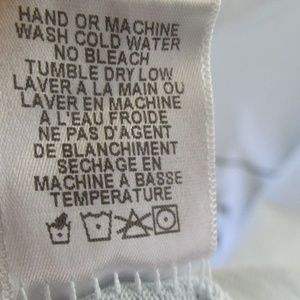 HAND OR MACHINE
WASH COLD WATER
NO BLEACH
TUMBLE DRY LOW
LAVER A LA MAIN OU
LAVER EN MACHINE
A L'EAU FROIDE
NE PAS D'AGENT
DE BLANCHIMENT
SECHAGE EN
MACHINE A BASSE
TEMPERATURE